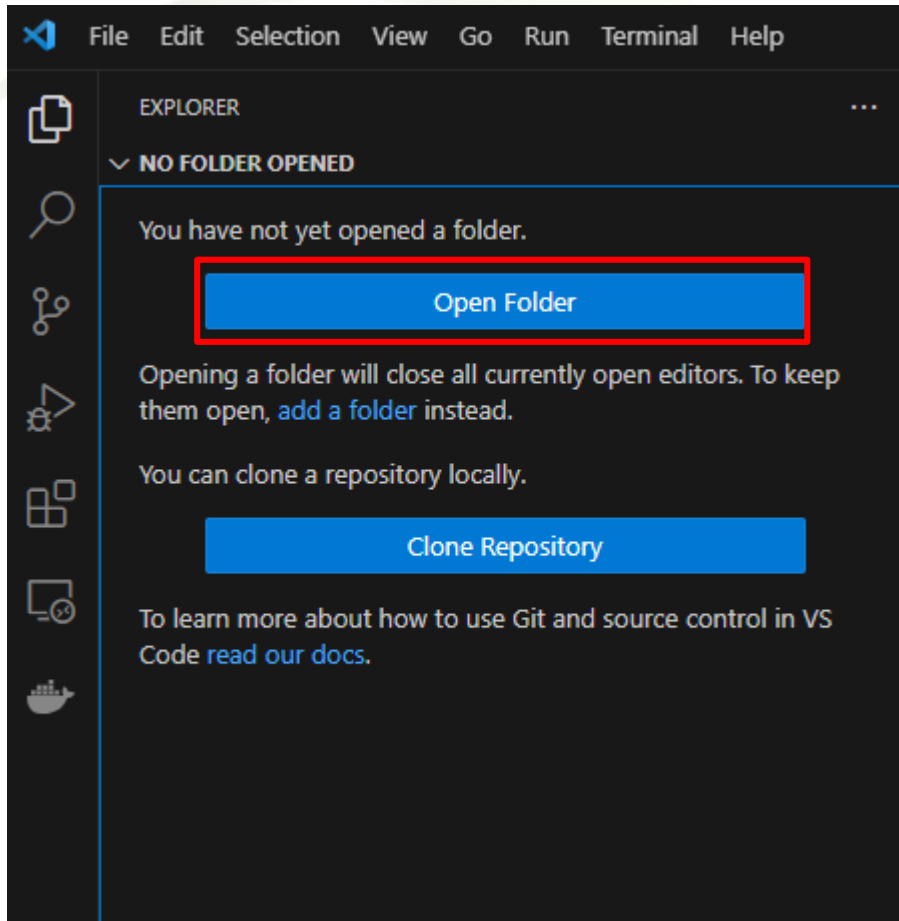 File Edit Selection View Go Run Terminal Help
EXPLORER
NO FOLDER OPENED
You have not yet opened a folder.
Open Folder
Opening a folder will close all currently open editors. To keep
them open, add a folder instead.
You can clone a repository locally.
Clone Repository
To learn more about how to use Git and source control in VS
Code read our docs.